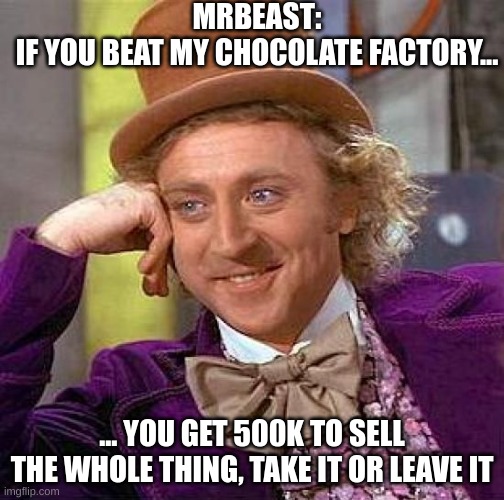 MRBEAST:
IF YOU BEAT MY CHOCOLATE FACTORY...
... YOU GET 500K TO SELL
THE WHOLE THING, TAKE IT OR LEAVE IT
imgflip.com